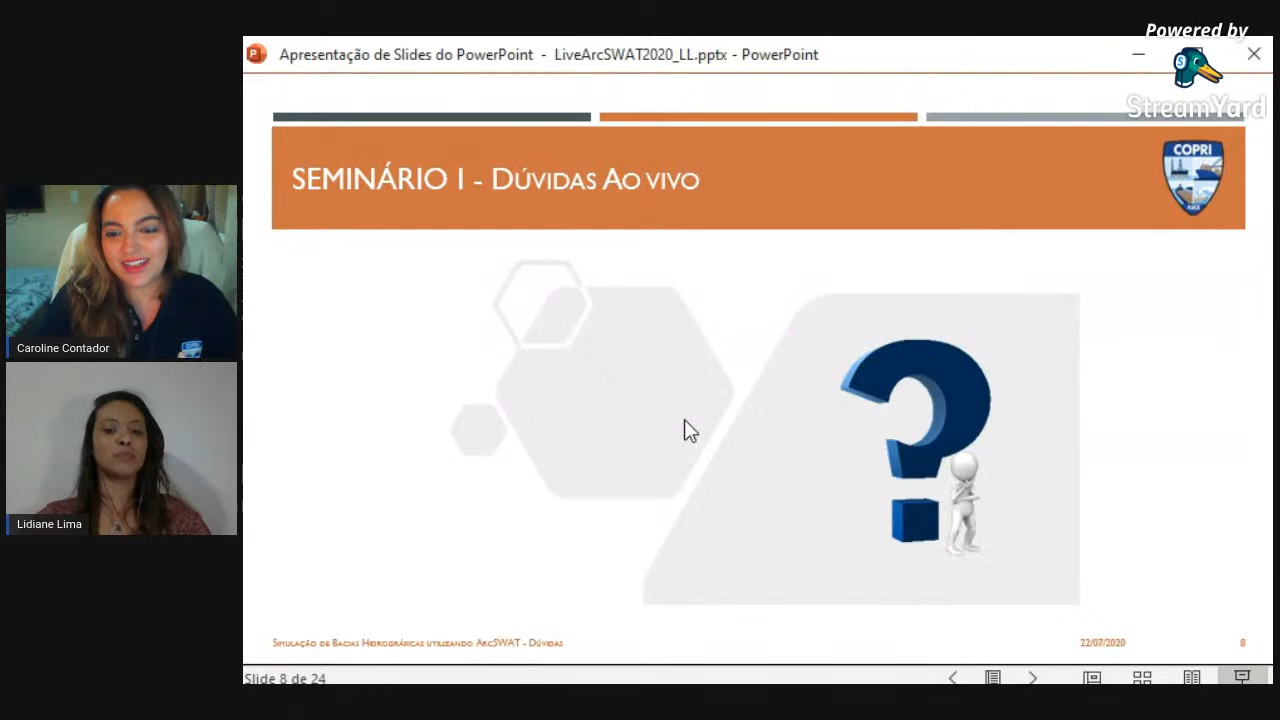 Powered by
StreamYard
Apresentação de Slides do PowerPoint - LiveArcSWAT2020_LL.pptx - PowerPoint
SEMINÁRIO I - DÚVIDAS AO VIVO
COPRI
Caroline Contador
Lidiane Lima
SIMULAÇÃO DE BACIAS HIDROGRÁFICAS UTILIZANDO ARCSWAT - DÚVIDAS
22/07/2020
8
Slide 8 de 24